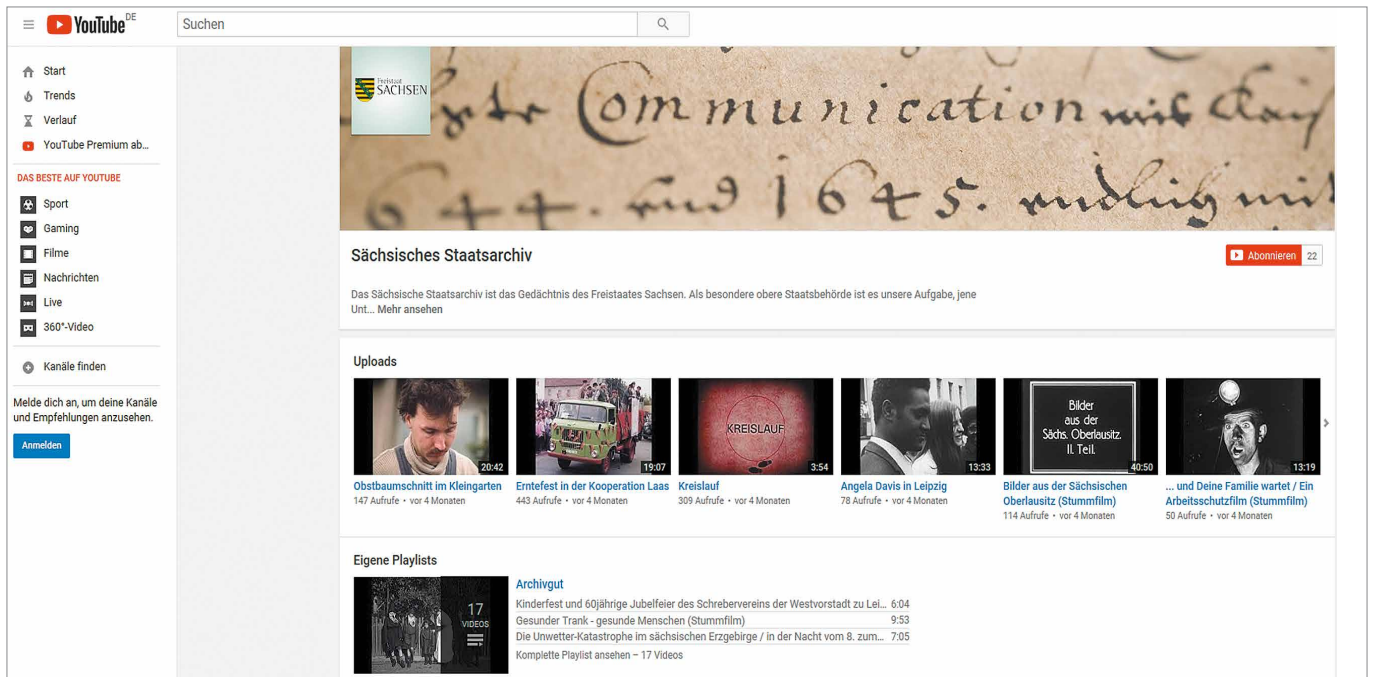 YouTube DE
Suchen
Start
Trends
Verlauf
YouTube Premium ab...
DAS BESTE AUF YOUTUBE
Sport
Gaming
Filme
Nachrichten
Live
360°-Video
Kanäle finden
Melde dich an, um deine Kanäle
und Empfehlungen anzusehen.
Anmelden
Freistaat
SACHSEN
Communication mit
644. und 1645. endlich mit
Sächsisches Staatsarchiv
Abonnieren 22
Das Sächsische Staatsarchiv ist das Gedächtnis des Freistaates Sachsen. Als besondere obere Staatsbehörde ist es unsere Aufgabe, jene
Unt... Mehr ansehen
Uploads
20:42
Obstbaumschnitt im Kleingarten
147 Aufrufe • vor 4 Monaten
19:07
Erntefest in der Kooperation Laas
443 Aufrufe • vor 4 Monaten
KREISLAUF
3:54
Kreislauf
309 Aufrufe • vor 4 Monaten
13:33
Angela Davis in Leipzig
78 Aufrufe • vor 4 Monaten
Bilder
aus der
Sächs. Oberlausitz.
II. Teil.
40:50
Bilder aus der Sächsischen
Oberlausitz (Stummfilm)
114 Aufrufe • vor 4 Monaten
13:19
... und Deine Familie wartet / Ein
Arbeitsschutzfilm (Stummfilm)
50 Aufrufe • vor 4 Monaten
Eigene Playlists
17
VIDEOS
Archivgut
Kinderfest und 60jährige Jubelfeier des Schrebervereins der Westvorstadt zu Lei... 6:04
Gesunder Trank - gesunde Menschen (Stummfilm) 9:53
Die Unwetter-Katastrophe im sächsischen Erzgebirge / in der Nacht vom 8. zum... 7:05
Komplette Playlist ansehen – 17 Videos